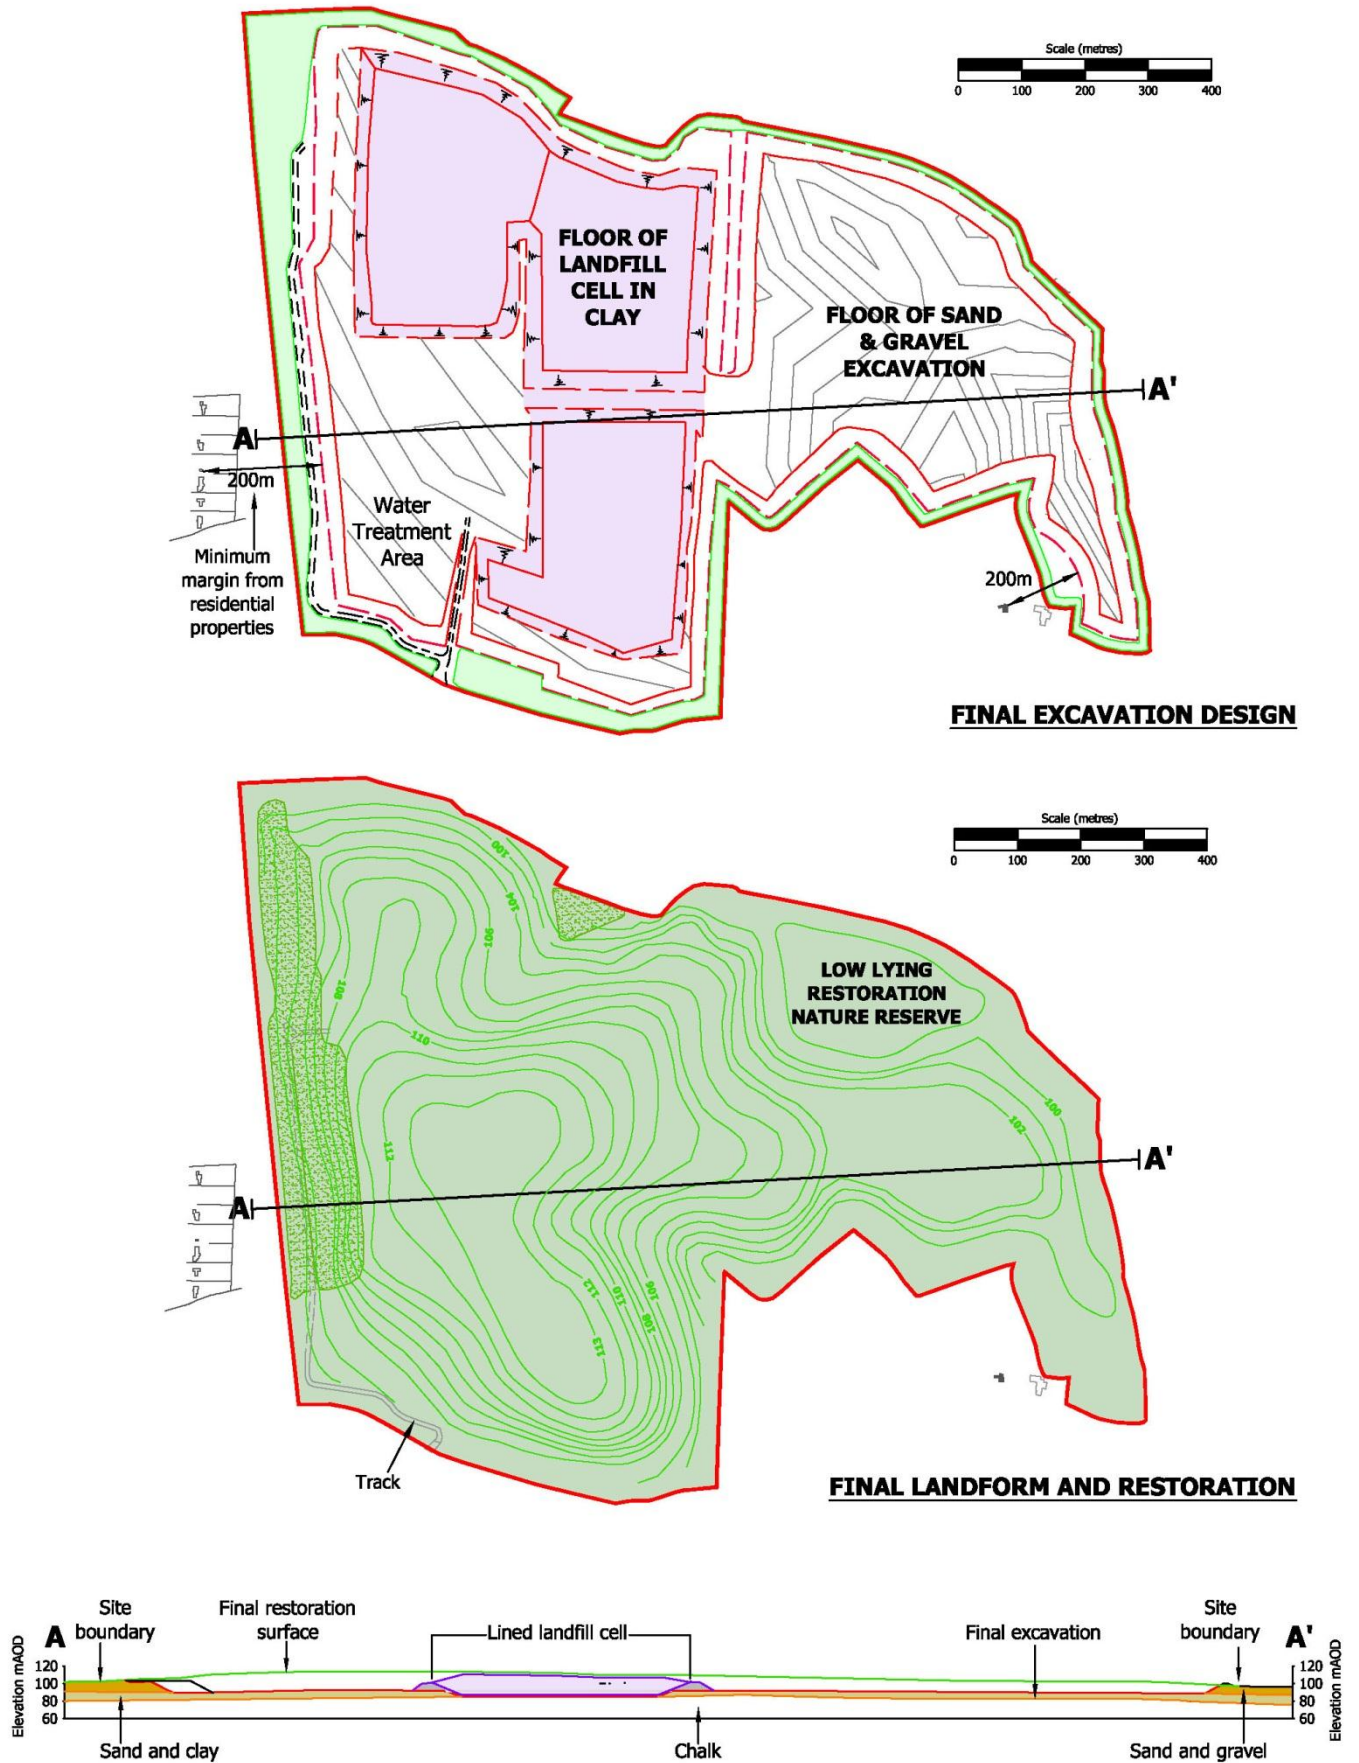 Scale (metres)
0 100 200 300 400
FLOOR OF
LANDFILL
CELL IN
CLAY
FLOOR OF SAND
& GRAVEL
EXCAVATION
A
A'
200m
Water
Treatment
Area
Minimum
margin from
residential
properties
200m
FINAL EXCAVATION DESIGN
Scale (metres)
0 100 200 300 400
100
104
106
108
110
112
LOW LYING
RESTORATION
NATURE RESERVE
100
102
A
A'
112
110
106
108
113
Track
FINAL LANDFORM AND RESTORATION
A
Site
boundary
Final restoration
surface
Lined landfill cell
Final excavation
Site
boundary
A'
Elevation mAOD
120
100
80
60
120
100
80
60
Elevation mAOD
Sand and clay
Chalk
Sand and gravel